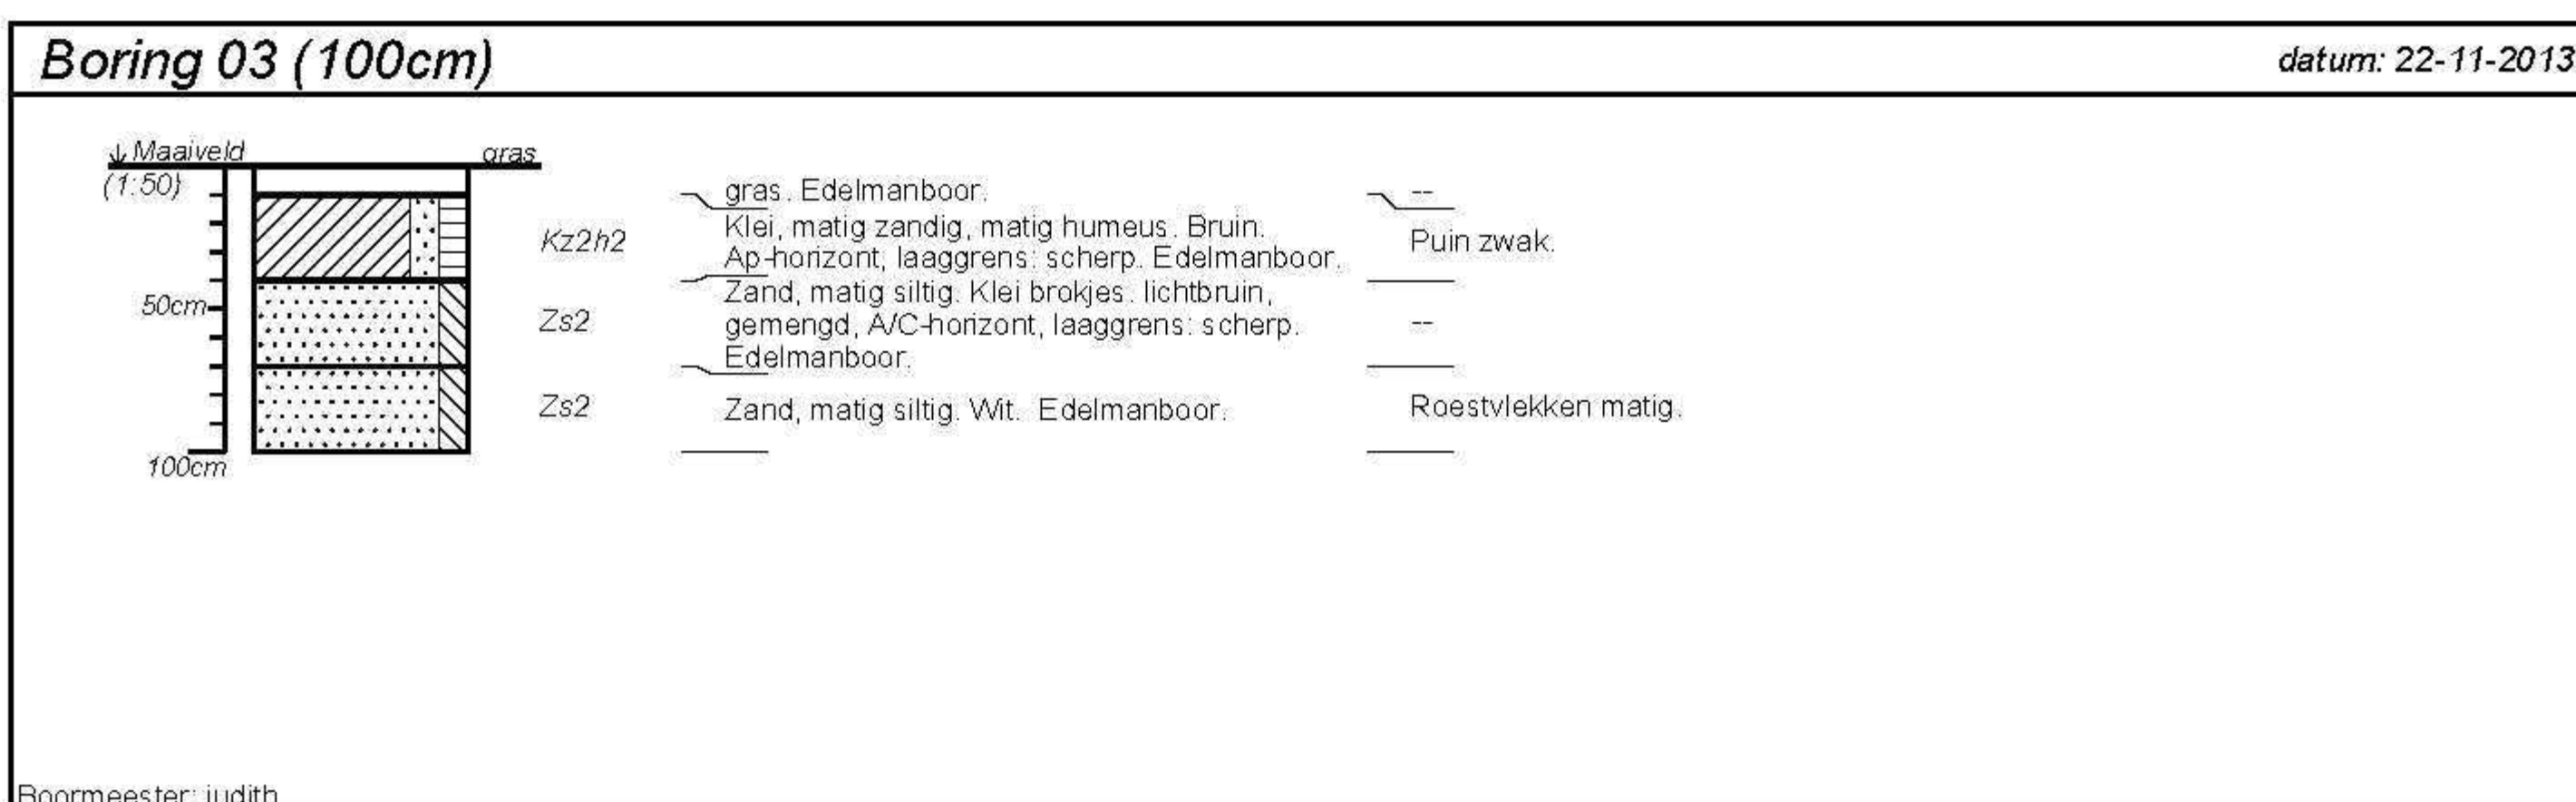 Boring 03 (100cm)
datum: 22-11-2013
↓ Maaiveld
gras
(1:50)
gras. Edelmanboor.
--
Kz2h2
Klei, matig zandig, matig humeus. Bruin.
Ap-horizont, laaggrens: scherp. Edelmanboor.
Puin zwak.
50cm
Zs2
Zand, matig siltig. Klei brokjes. lichtbruin,
gemengd, A/C-horizont, laaggrens: scherp.
Edelmanboor.
--
Zs2
Zand, matig siltig. Wit. Edelmanboor.
Roestvlekken matig.
100cm
Boormeester: judith